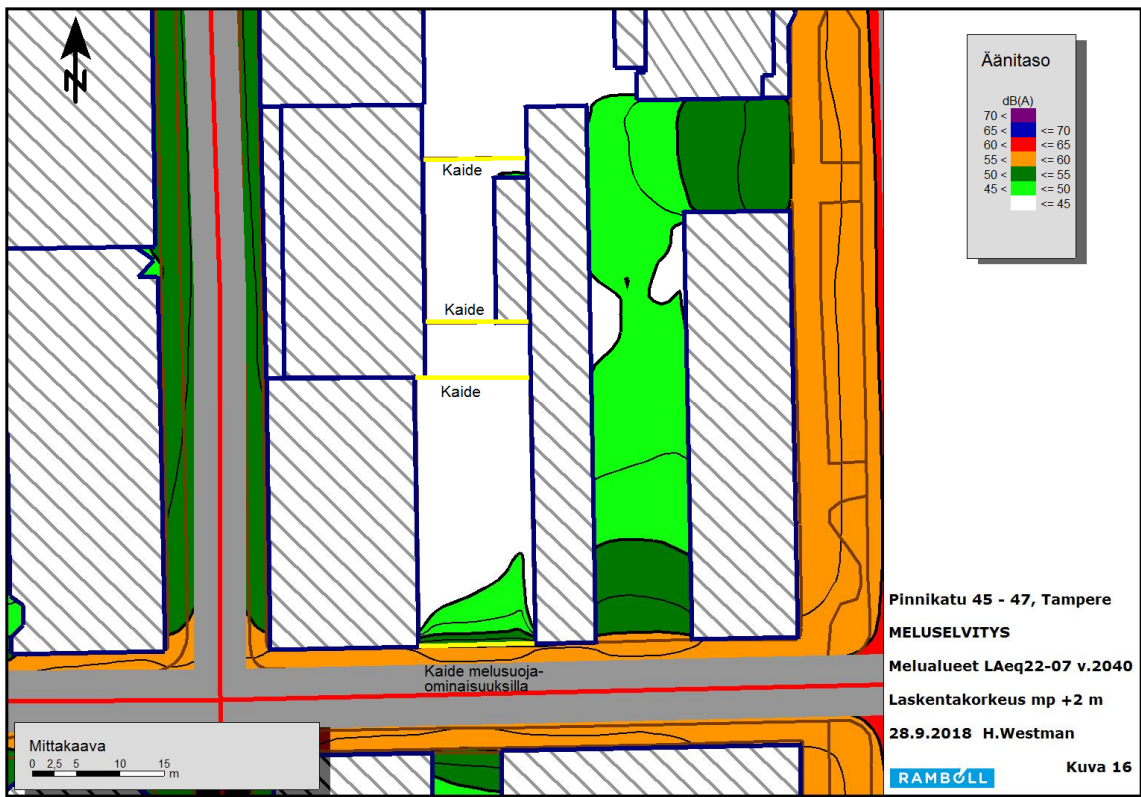 N
Kaide
Kaide
Kaide
Kaide melusuoja-
ominaisuuksilla
Mittakaava
0 2,5 5 10 15
m
Äänitaso
dB(A)
70 <
65 < <= 70
60 < <= 65
55 < <= 60
50 < <= 55
45 < <= 50
<= 45
Pinnikatu 45 - 47, Tampere
MELUSELVITYS
Melualueet LAeq22-07 v.2040
Laskentakorkeus mp +2 m
28.9.2018 H.Westman
Kuva 16
RAMBOLL